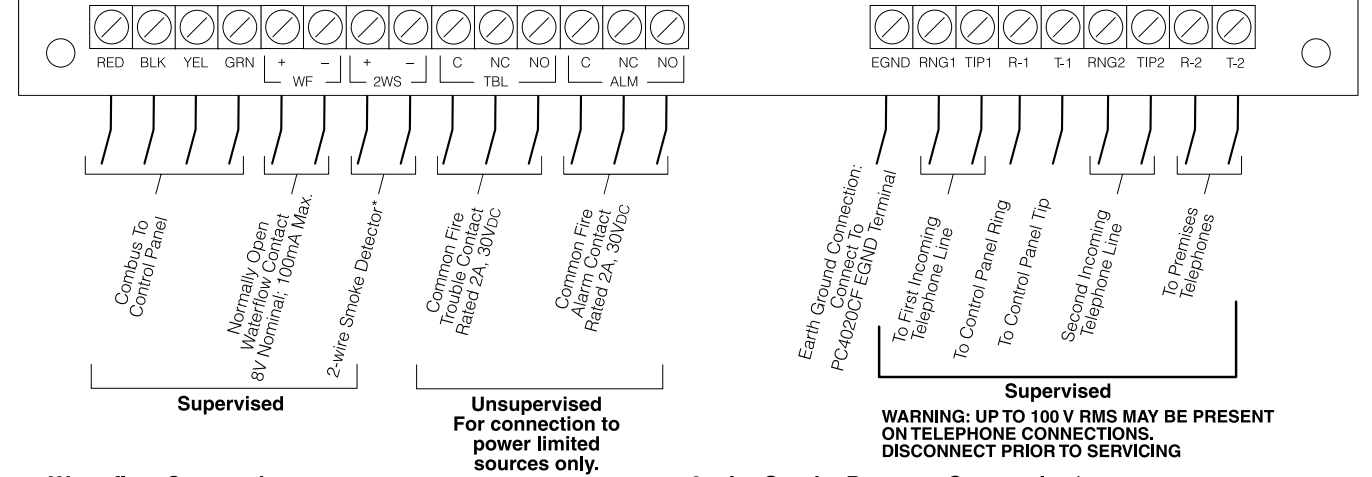 RED BLK YEL GRN + – + – C NC NO C NC NO
WF 2WS TBL ALM
EGND RNG1 TIP1 R-1 T-1 RNG2 TIP2 R-2 T-2
Combus To
Control Panel
Normally Open
Waterflow Contact
8V Nominal; 100mA Max.
2-wire Smoke Detector*
Common Fire
Trouble Contact
Rated 2A, 30VDC
Common Fire
Alarm Contact
Rated 2A, 30VDC
Earth Ground Connection:
Connect To
PC4020CF EGND Terminal
To First Incoming
Telephone Line
To Control Panel Ring
To Control Panel Tip
Second Incoming
Telephone Line
To Premises
Telephones
Supervised
Unsupervised
For connection to
power limited
sources only.
Supervised
WARNING: UP TO 100 V RMS MAY BE PRESENT
ON TELEPHONE CONNECTIONS.
DISCONNECT PRIOR TO SERVICING